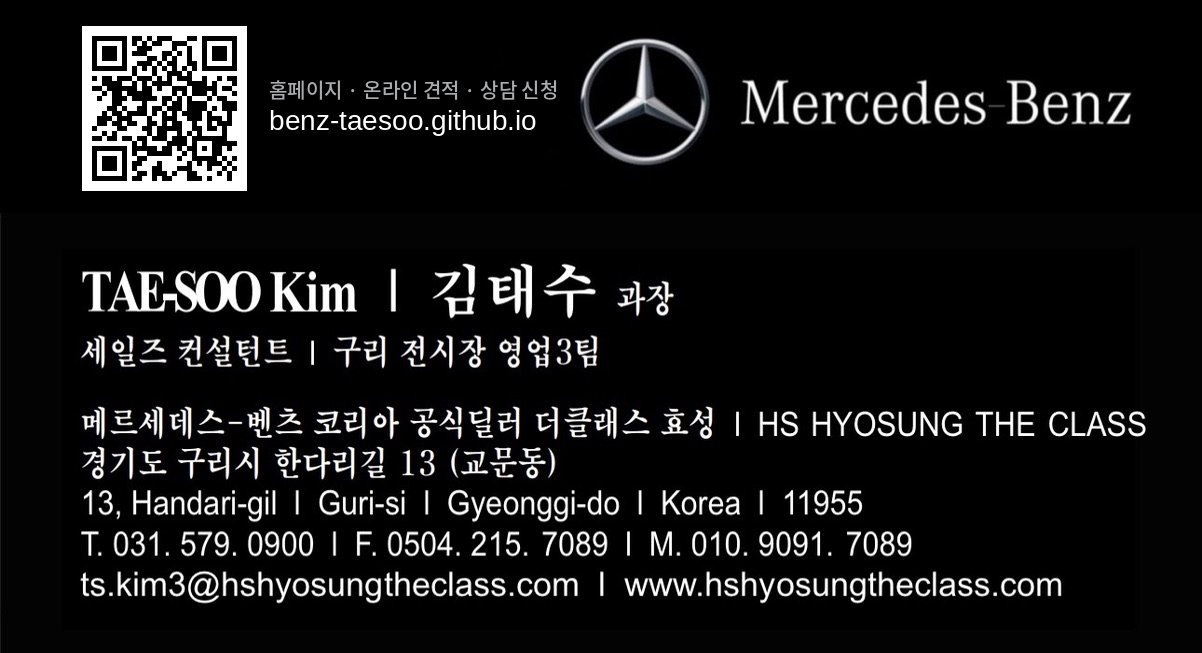 홈페이지 · 온라인 견적 · 상담 신청
benz-taesoo.github.io
Mercedes-Benz
TAE-SOO Kim | 김태수 과장
세일즈 컨설턴트 | 구리 전시장 영업3팀
메르세데스-벤츠 코리아 공식딜러 더클래스 효성 | HS HYOSUNG THE CLASS
경기도 구리시 한다리길 13 (교문동)
13, Handari-gil | Guri-si | Gyeonggi-do | Korea | 11955
T. 031. 579. 0900 | F. 0504. 215. 7089 | M. 010. 9091. 7089
ts.kim3@hshyosungtheclass.com | www.hshyosungtheclass.com